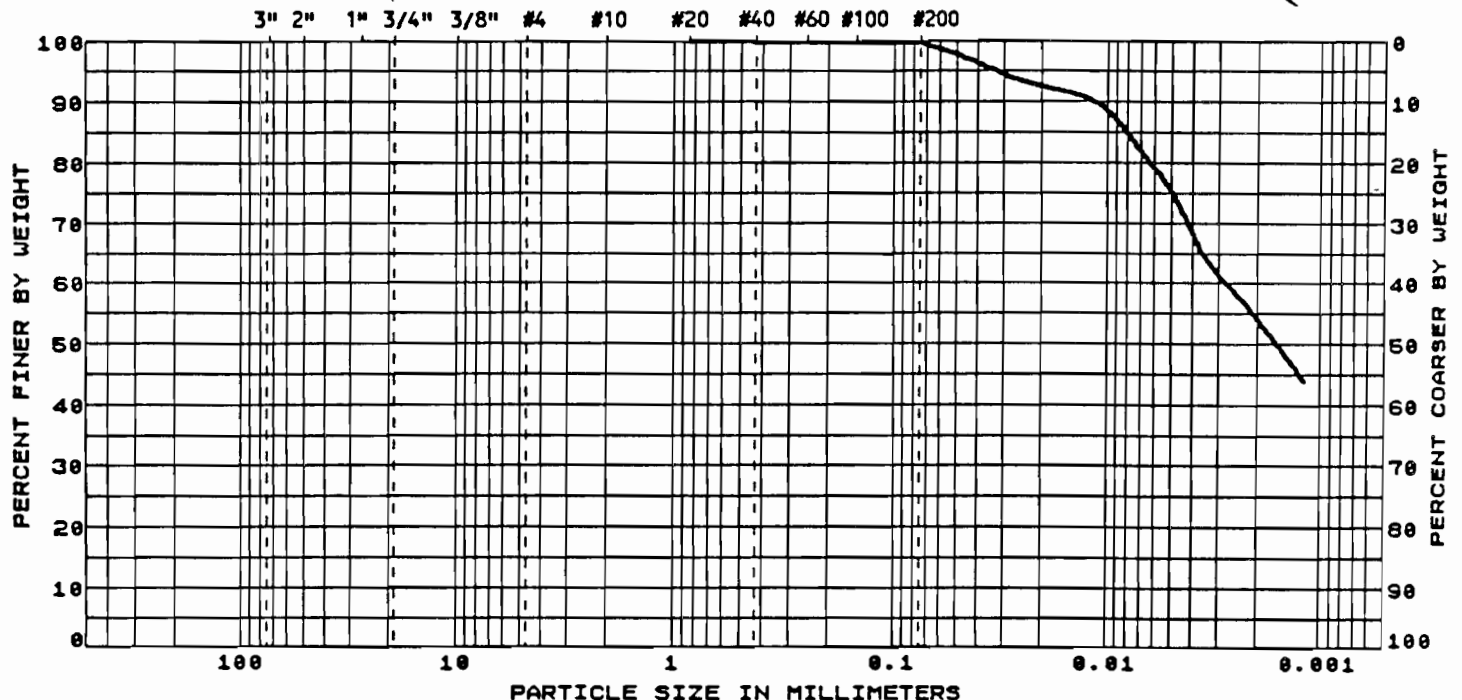 3" 2" 1" 3/4" 3/8" #4 #10 #20 #40 #60 #100 #200
100 0
90 10
80 20
70 30
60 40
50 50
40 60
30 70
20 80
10 90
0 100
PERCENT FINER BY WEIGHT
PERCENT COARSER BY WEIGHT
100 10 1 0.1 0.01 0.001
PARTICLE SIZE IN MILLIMETERS